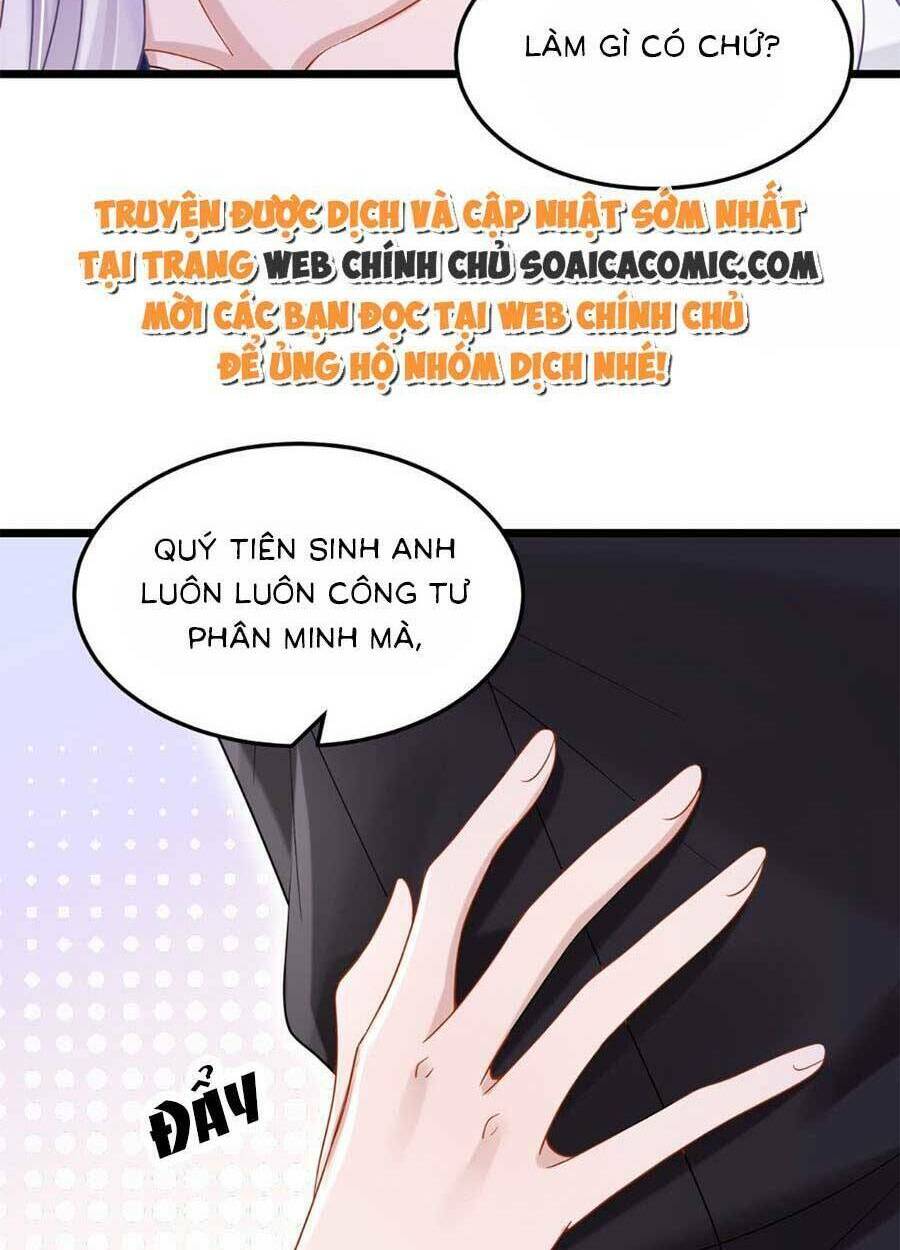 LÀM GÌ CÓ CHỨ?
TRUYỆN ĐƯỢC DỊCH VÀ CẬP NHẬT SỚM NHẤT
TẠI TRANG WEB CHÍNH CHỦ SOAICACOMIC.COM
MỜI CÁC BẠN ĐỌC TẠI WEB CHÍNH CHỦ
ĐỂ ỦNG HỘ NHÓM DỊCH NHÉ!
QUÝ TIÊN SINH ANH
LUÔN LUÔN CÔNG TƯ
PHÂN MINH MÀ,
ĐẨY